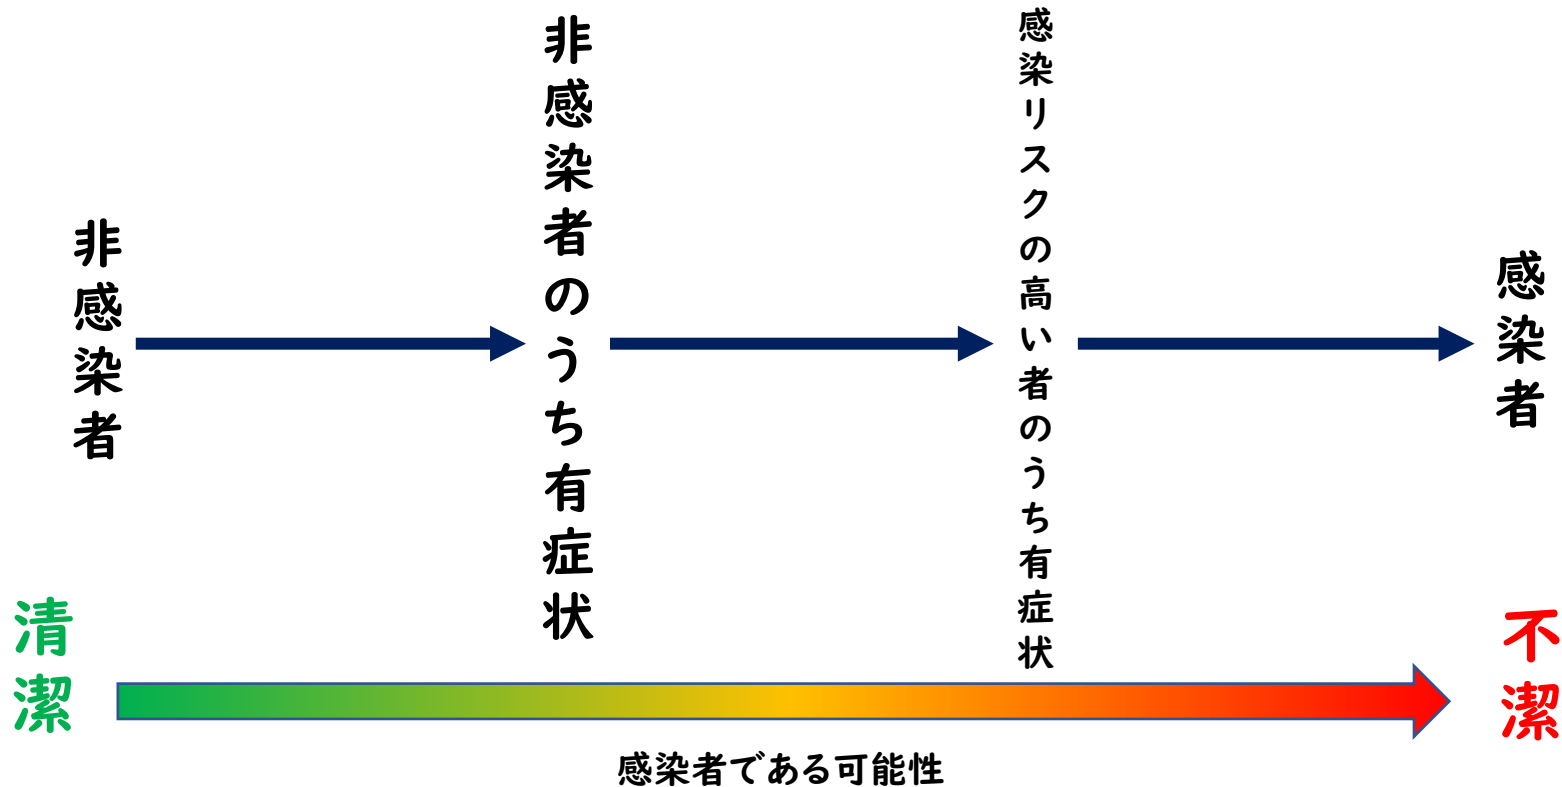 非感染者
非感染者のうち有症状
感染リスクの高い者のうち有症状
感染者
清潔
不潔
感染者である可能性